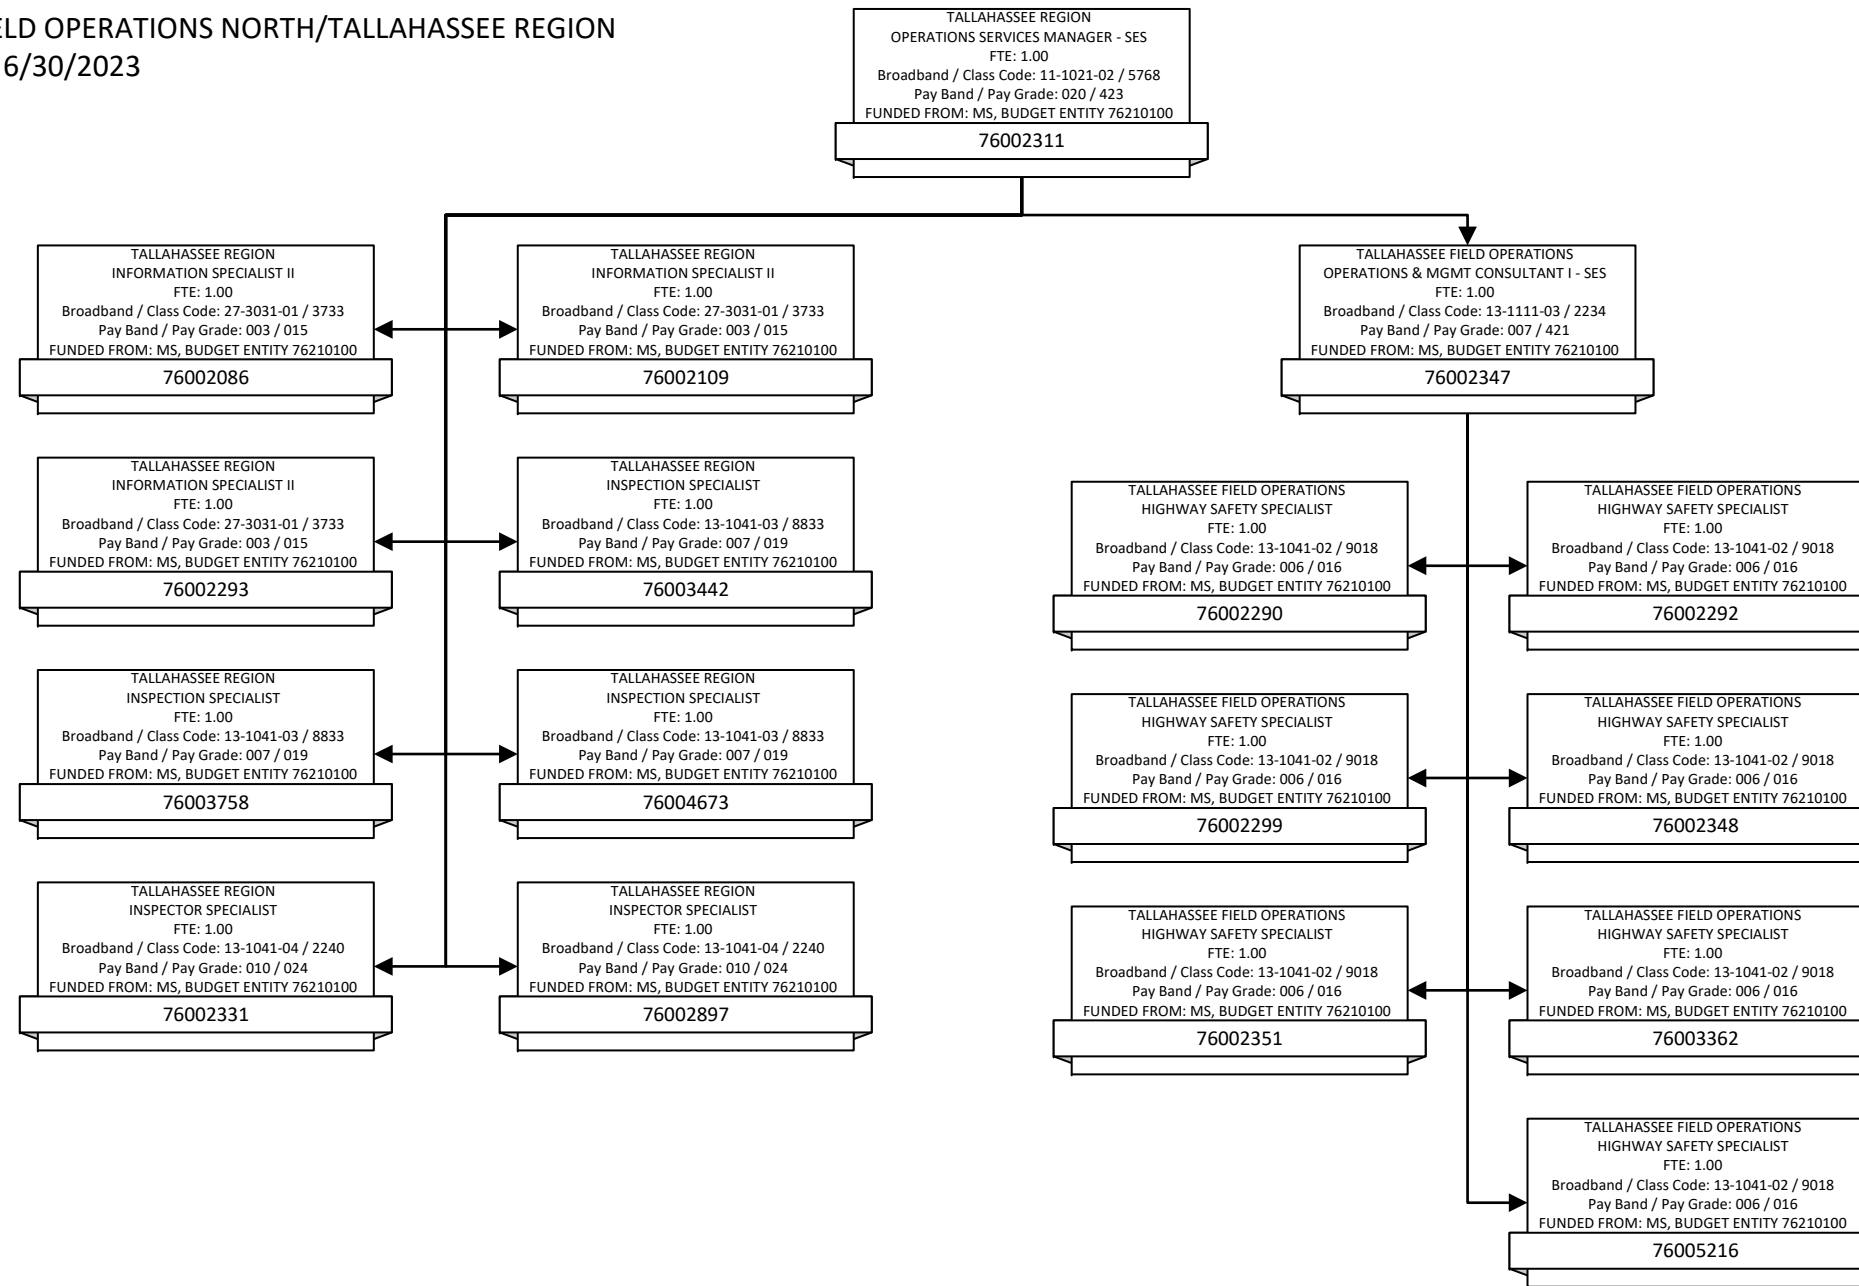 ELD OPERATIONS NORTH/TALLAHASSEE REGION
6/30/2023
TALLAHASSEE REGION
OPERATIONS SERVICES MANAGER - SES
FTE: 1.00
Broadband / Class Code: 11-1021-02 / 5768
Pay Band / Pay Grade: 020 / 423
FUNDED FROM: MS, BUDGET ENTITY 76210100
76002311
TALLAHASSEE REGION
INFORMATION SPECIALIST II
FTE: 1.00
Broadband / Class Code: 27-3031-01 / 3733
Pay Band / Pay Grade: 003 / 015
FUNDED FROM: MS, BUDGET ENTITY 76210100
76002086
TALLAHASSEE REGION
INFORMATION SPECIALIST II
FTE: 1.00
Broadband / Class Code: 27-3031-01 / 3733
Pay Band / Pay Grade: 003 / 015
FUNDED FROM: MS, BUDGET ENTITY 76210100
76002109
TALLAHASSEE REGION
INFORMATION SPECIALIST II
FTE: 1.00
Broadband / Class Code: 27-3031-01 / 3733
Pay Band / Pay Grade: 003 / 015
FUNDED FROM: MS, BUDGET ENTITY 76210100
76002293
TALLAHASSEE REGION
INSPECTION SPECIALIST
FTE: 1.00
Broadband / Class Code: 13-1041-03 / 8833
Pay Band / Pay Grade: 007 / 019
FUNDED FROM: MS, BUDGET ENTITY 76210100
76003442
TALLAHASSEE REGION
INSPECTION SPECIALIST
FTE: 1.00
Broadband / Class Code: 13-1041-03 / 8833
Pay Band / Pay Grade: 007 / 019
FUNDED FROM: MS, BUDGET ENTITY 76210100
76003758
TALLAHASSEE REGION
INSPECTION SPECIALIST
FTE: 1.00
Broadband / Class Code: 13-1041-03 / 8833
Pay Band / Pay Grade: 007 / 019
FUNDED FROM: MS, BUDGET ENTITY 76210100
76004673
TALLAHASSEE REGION
INSPECTOR SPECIALIST
FTE: 1.00
Broadband / Class Code: 13-1041-04 / 2240
Pay Band / Pay Grade: 010 / 024
FUNDED FROM: MS, BUDGET ENTITY 76210100
76002331
TALLAHASSEE REGION
INSPECTOR SPECIALIST
FTE: 1.00
Broadband / Class Code: 13-1041-04 / 2240
Pay Band / Pay Grade: 010 / 024
FUNDED FROM: MS, BUDGET ENTITY 76210100
76002897
TALLAHASSEE FIELD OPERATIONS
OPERATIONS & MGMT CONSULTANT I - SES
FTE: 1.00
Broadband / Class Code: 13-1111-03 / 2234
Pay Band / Pay Grade: 007 / 421
FUNDED FROM: MS, BUDGET ENTITY 76210100
76002347
TALLAHASSEE FIELD OPERATIONS
HIGHWAY SAFETY SPECIALIST
FTE: 1.00
Broadband / Class Code: 13-1041-02 / 9018
Pay Band / Pay Grade: 006 / 016
FUNDED FROM: MS, BUDGET ENTITY 76210100
76002290
TALLAHASSEE FIELD OPERATIONS
HIGHWAY SAFETY SPECIALIST
FTE: 1.00
Broadband / Class Code: 13-1041-02 / 9018
Pay Band / Pay Grade: 006 / 016
FUNDED FROM: MS, BUDGET ENTITY 76210100
76002292
TALLAHASSEE FIELD OPERATIONS
HIGHWAY SAFETY SPECIALIST
FTE: 1.00
Broadband / Class Code: 13-1041-02 / 9018
Pay Band / Pay Grade: 006 / 016
FUNDED FROM: MS, BUDGET ENTITY 76210100
76002299
TALLAHASSEE FIELD OPERATIONS
HIGHWAY SAFETY SPECIALIST
FTE: 1.00
Broadband / Class Code: 13-1041-02 / 9018
Pay Band / Pay Grade: 006 / 016
FUNDED FROM: MS, BUDGET ENTITY 76210100
76002348
TALLAHASSEE FIELD OPERATIONS
HIGHWAY SAFETY SPECIALIST
FTE: 1.00
Broadband / Class Code: 13-1041-02 / 9018
Pay Band / Pay Grade: 006 / 016
FUNDED FROM: MS, BUDGET ENTITY 76210100
76002351
TALLAHASSEE FIELD OPERATIONS
HIGHWAY SAFETY SPECIALIST
FTE: 1.00
Broadband / Class Code: 13-1041-02 / 9018
Pay Band / Pay Grade: 006 / 016
FUNDED FROM: MS, BUDGET ENTITY 76210100
76003362
TALLAHASSEE FIELD OPERATIONS
HIGHWAY SAFETY SPECIALIST
FTE: 1.00
Broadband / Class Code: 13-1041-02 / 9018
Pay Band / Pay Grade: 006 / 016
FUNDED FROM: MS, BUDGET ENTITY 76210100
76005216